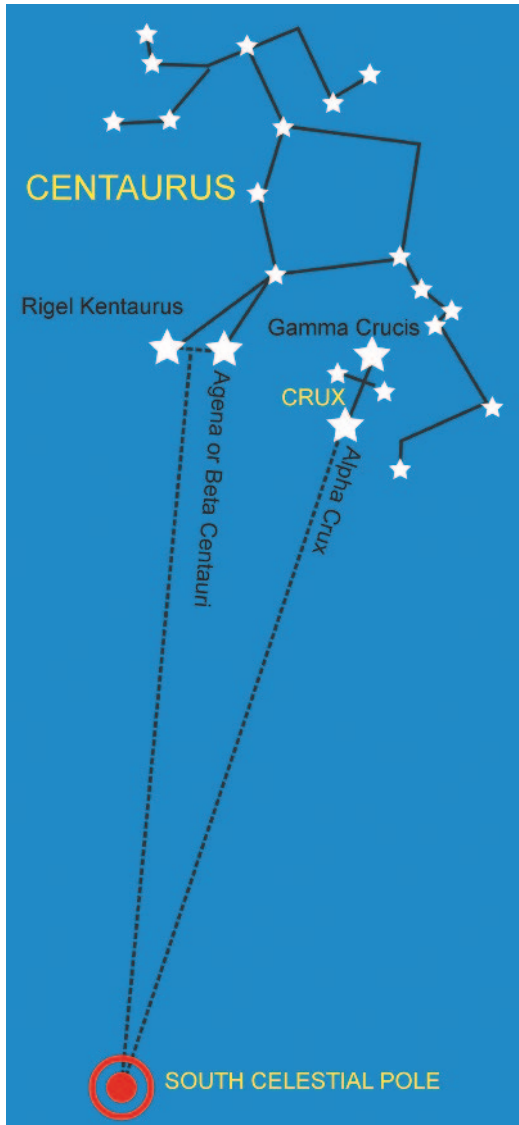 CENTAURUS
Rigel Kentaurus
Gamma Crucis
CRUX
Agena or Beta Centauri
Alpha Crux
SOUTH CELESTIAL POLE